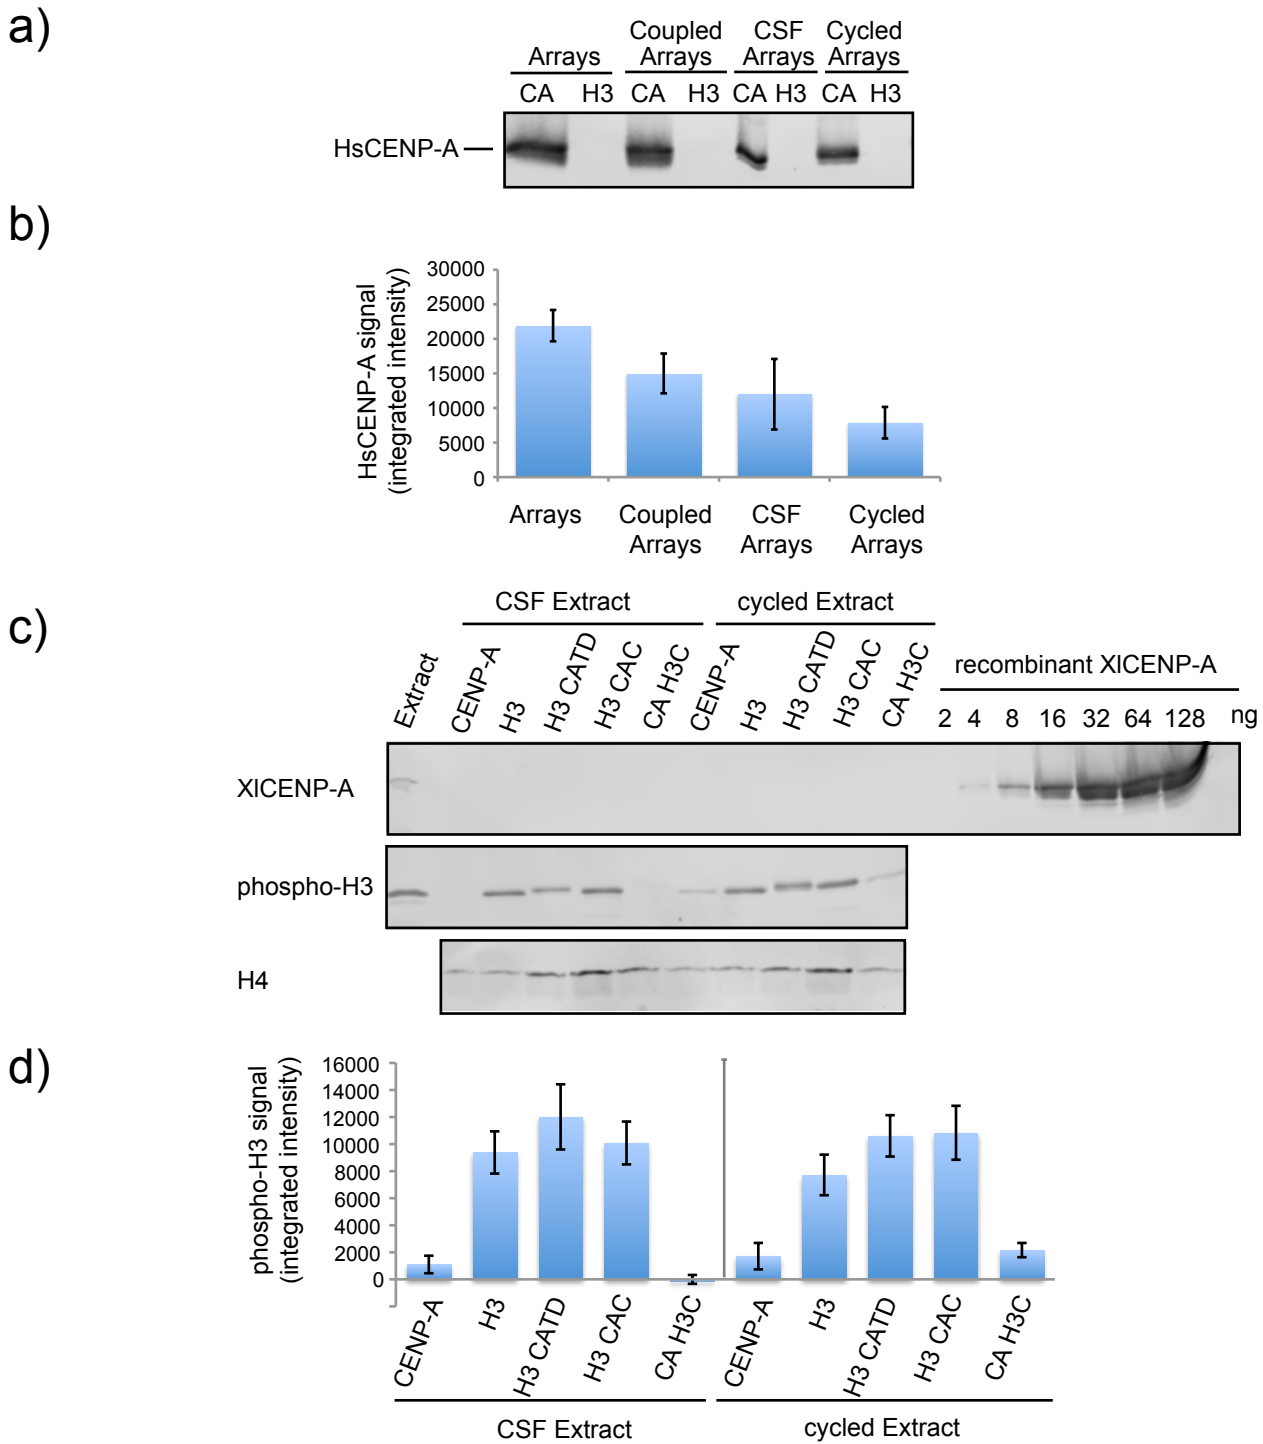 a)
Arrays
Coupled
Arrays
CSF
Arrays
Cycled
Arrays
CA H3 CA H3 CA H3 CA H3
HsCENP-A
b)
HsCENP-A signal
(integrated intensity)
30000
25000
20000
15000
10000
5000
0
Arrays
Coupled
Arrays
CSF
Arrays
Cycled
Arrays
c)
CSF Extract
cycled Extract
recombinant XlCENP-A
Extract
CENP-A
H3
H3 CATD
H3 CAC
CA H3C
CENP-A
H3
H3 CATD
H3 CAC
CA H3C
2 4 8 16 32 64 128 ng
XlCENP-A
phospho-H3
H4
d)
phospho-H3 signal
(integrated intensity)
16000
14000
12000
10000
8000
6000
4000
2000
0
CENP-A
H3
H3 CATD
H3 CAC
CA H3C
CENP-A
H3
H3 CATD
H3 CAC
CA H3C
CSF Extract
cycled Extract